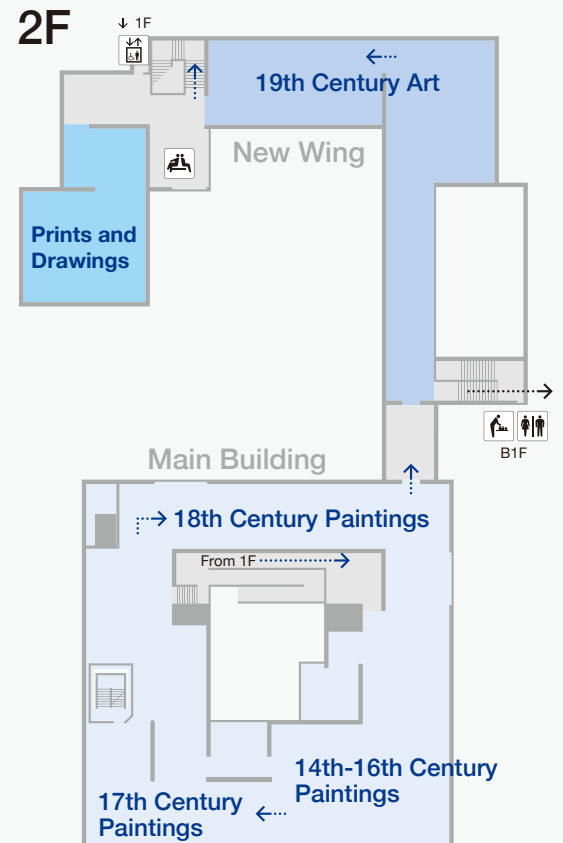 2F
↓ 1F
19th Century Art
New Wing
Prints and
Drawings
B1F
Main Building
18th Century Paintings
From 1F
14th-16th Century
Paintings
17th Century
Paintings